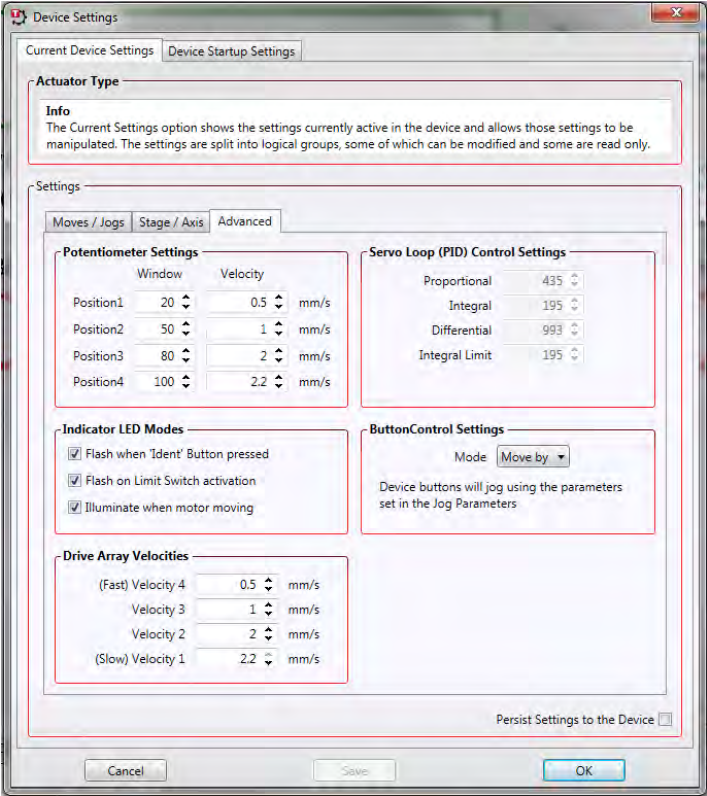 Device Settings
Current Device Settings Device Startup Settings
Actuator Type
Info
The Current Settings option shows the settings currently active in the device and allows those settings to be
manipulated. The settings are split into logical groups, some of which can be modified and some are read only.
Settings
Moves / Jogs Stage / Axis Advanced
Potentiometer Settings
Window Velocity
Position1 20 0.5 mm/s
Position2 50 1 mm/s
Position3 80 2 mm/s
Position4 100 2.2 mm/s
Servo Loop (PID) Control Settings
Proportional 435
Integral 195
Differential 993
Integral Limit 195
Indicator LED Modes
Flash when 'Ident' Button pressed
Flash on Limit Switch activation
Illuminate when motor moving
ButtonControl Settings
Mode Move by
Device buttons will jog using the parameters
set in the Jog Parameters
Drive Array Velocities
(Fast) Velocity 4 0.5 mm/s
Velocity 3 1 mm/s
Velocity 2 2 mm/s
(Slow) Velocity 1 2.2 mm/s
Persist Settings to the Device
Cancel Save OK